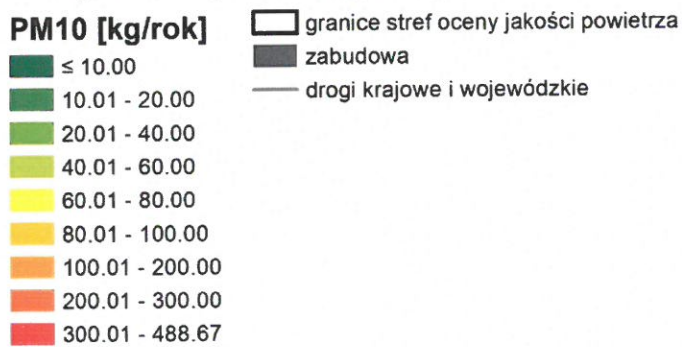 PM10 [kg/rok]
≤ 10.00
10.01 - 20.00
20.01 - 40.00
40.01 - 60.00
60.01 - 80.00
80.01 - 100.00
100.01 - 200.00
200.01 - 300.00
300.01 - 488.67
granice stref oceny jakości powietrza
zabudowa
drogi krajowe i wojewódzkie